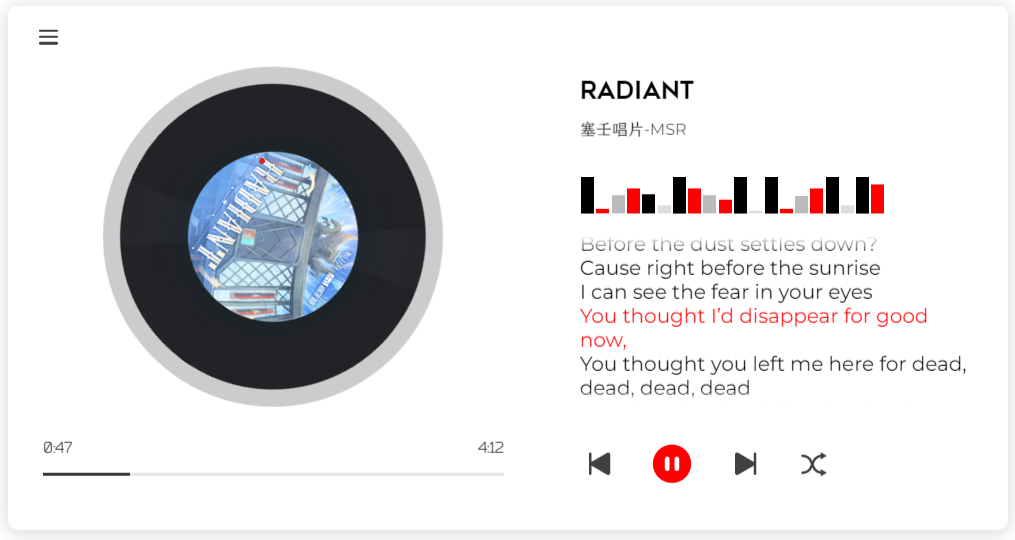 RADIANT
塞壬唱片-MSR
RADIANT
Before the dust settles down?
Cause right before the sunrise
I can see the fear in your eyes
You thought I’d disappear for good
now,
You thought you left me here for dead,
dead, dead, dead
0:47
4:12